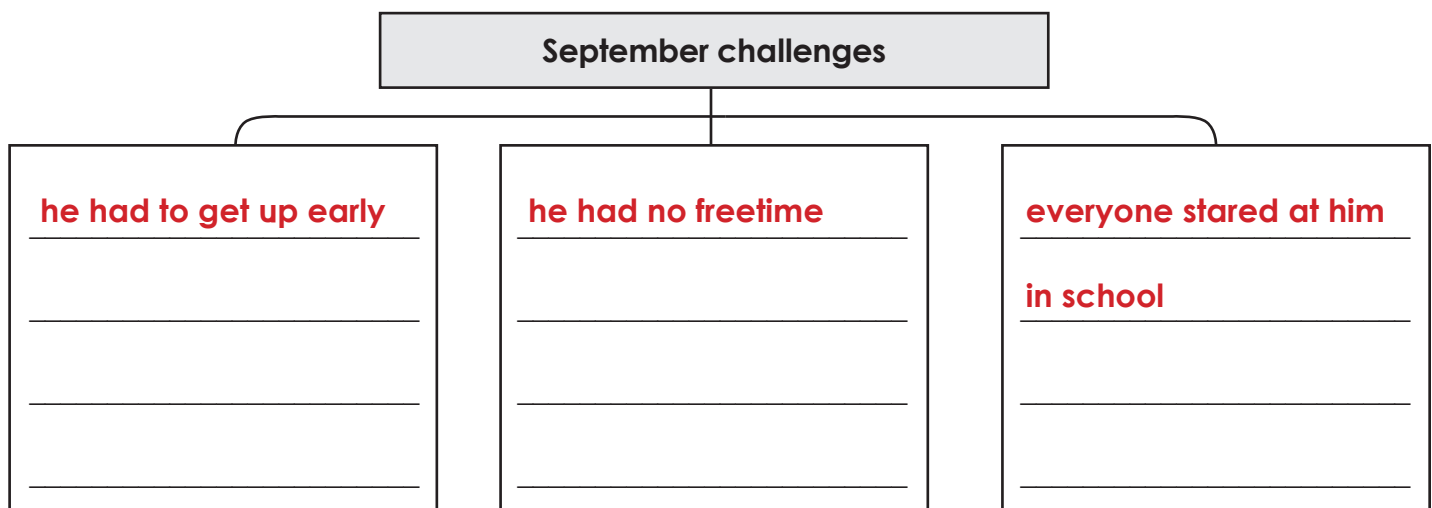 September challenges
he had to get up early
he had no freetime
everyone stared at him
in school